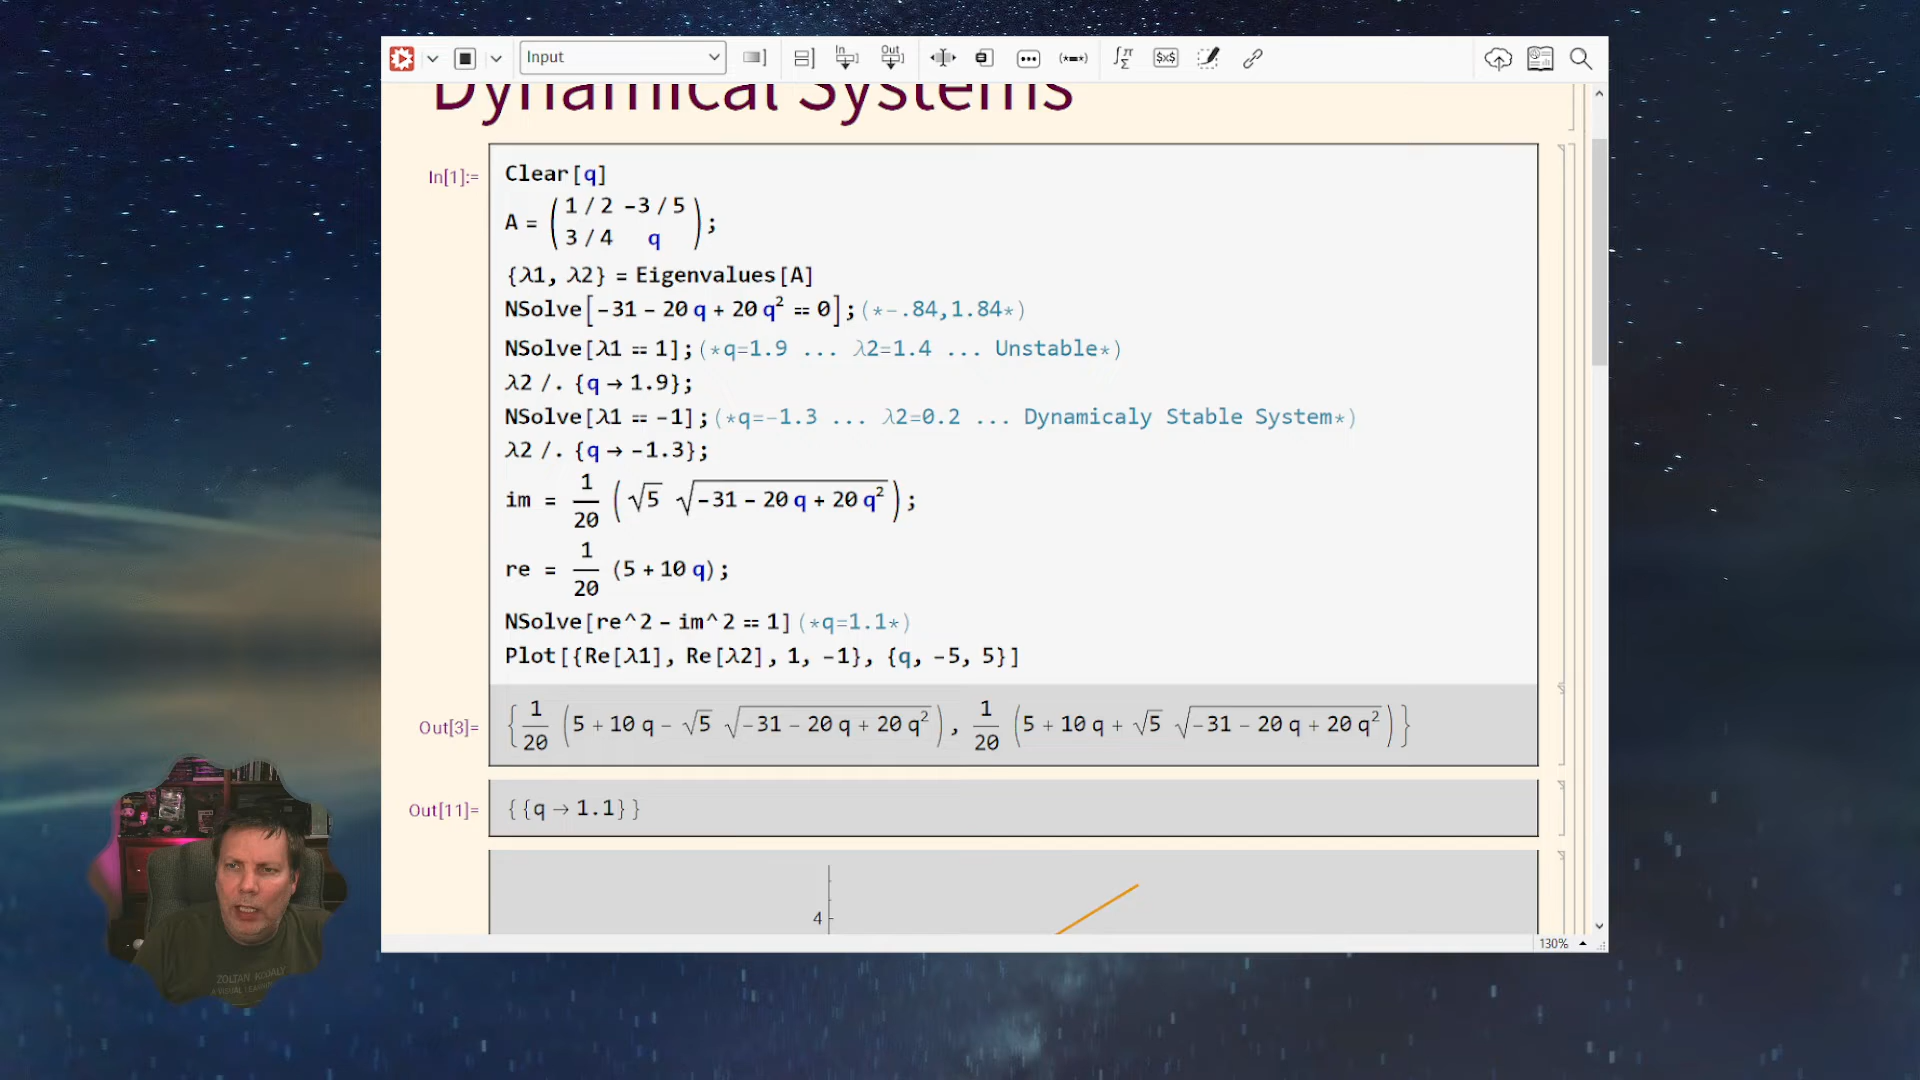 Input
In
Out
$x$
Dynamical Systems
In[1]:=
Clear[q]
A = (1 / 2 -3 / 5
3 / 4 q);
{λ1, λ2} = Eigenvalues[A]
NSolve[-31 - 20 q + 20 q² == 0]; (*-.84,1.84*)
NSolve[λ1 == 1]; (*q=1.9 ... λ2=1.4 ... Unstable*)
λ2 /. {q → 1.9};
NSolve[λ1 == -1]; (*q=-1.3 ... λ2=0.2 ... Dynamicaly Stable System*)
λ2 /. {q → -1.3};
im = 1/20 (√5 √(-31 - 20 q + 20 q²));
re = 1/20 (5 + 10 q);
NSolve[re^2 - im^2 == 1] (*q=1.1*)
Plot[{Re[λ1], Re[λ2], 1, -1}, {q, -5, 5}]
Out[3]= {1/20 (5 + 10 q - √5 √(-31 - 20 q + 20 q²)), 1/20 (5 + 10 q + √5 √(-31 - 20 q + 20 q²))}
Out[11]= {{q → 1.1}}
4
130%
ZOLTAN KODALY